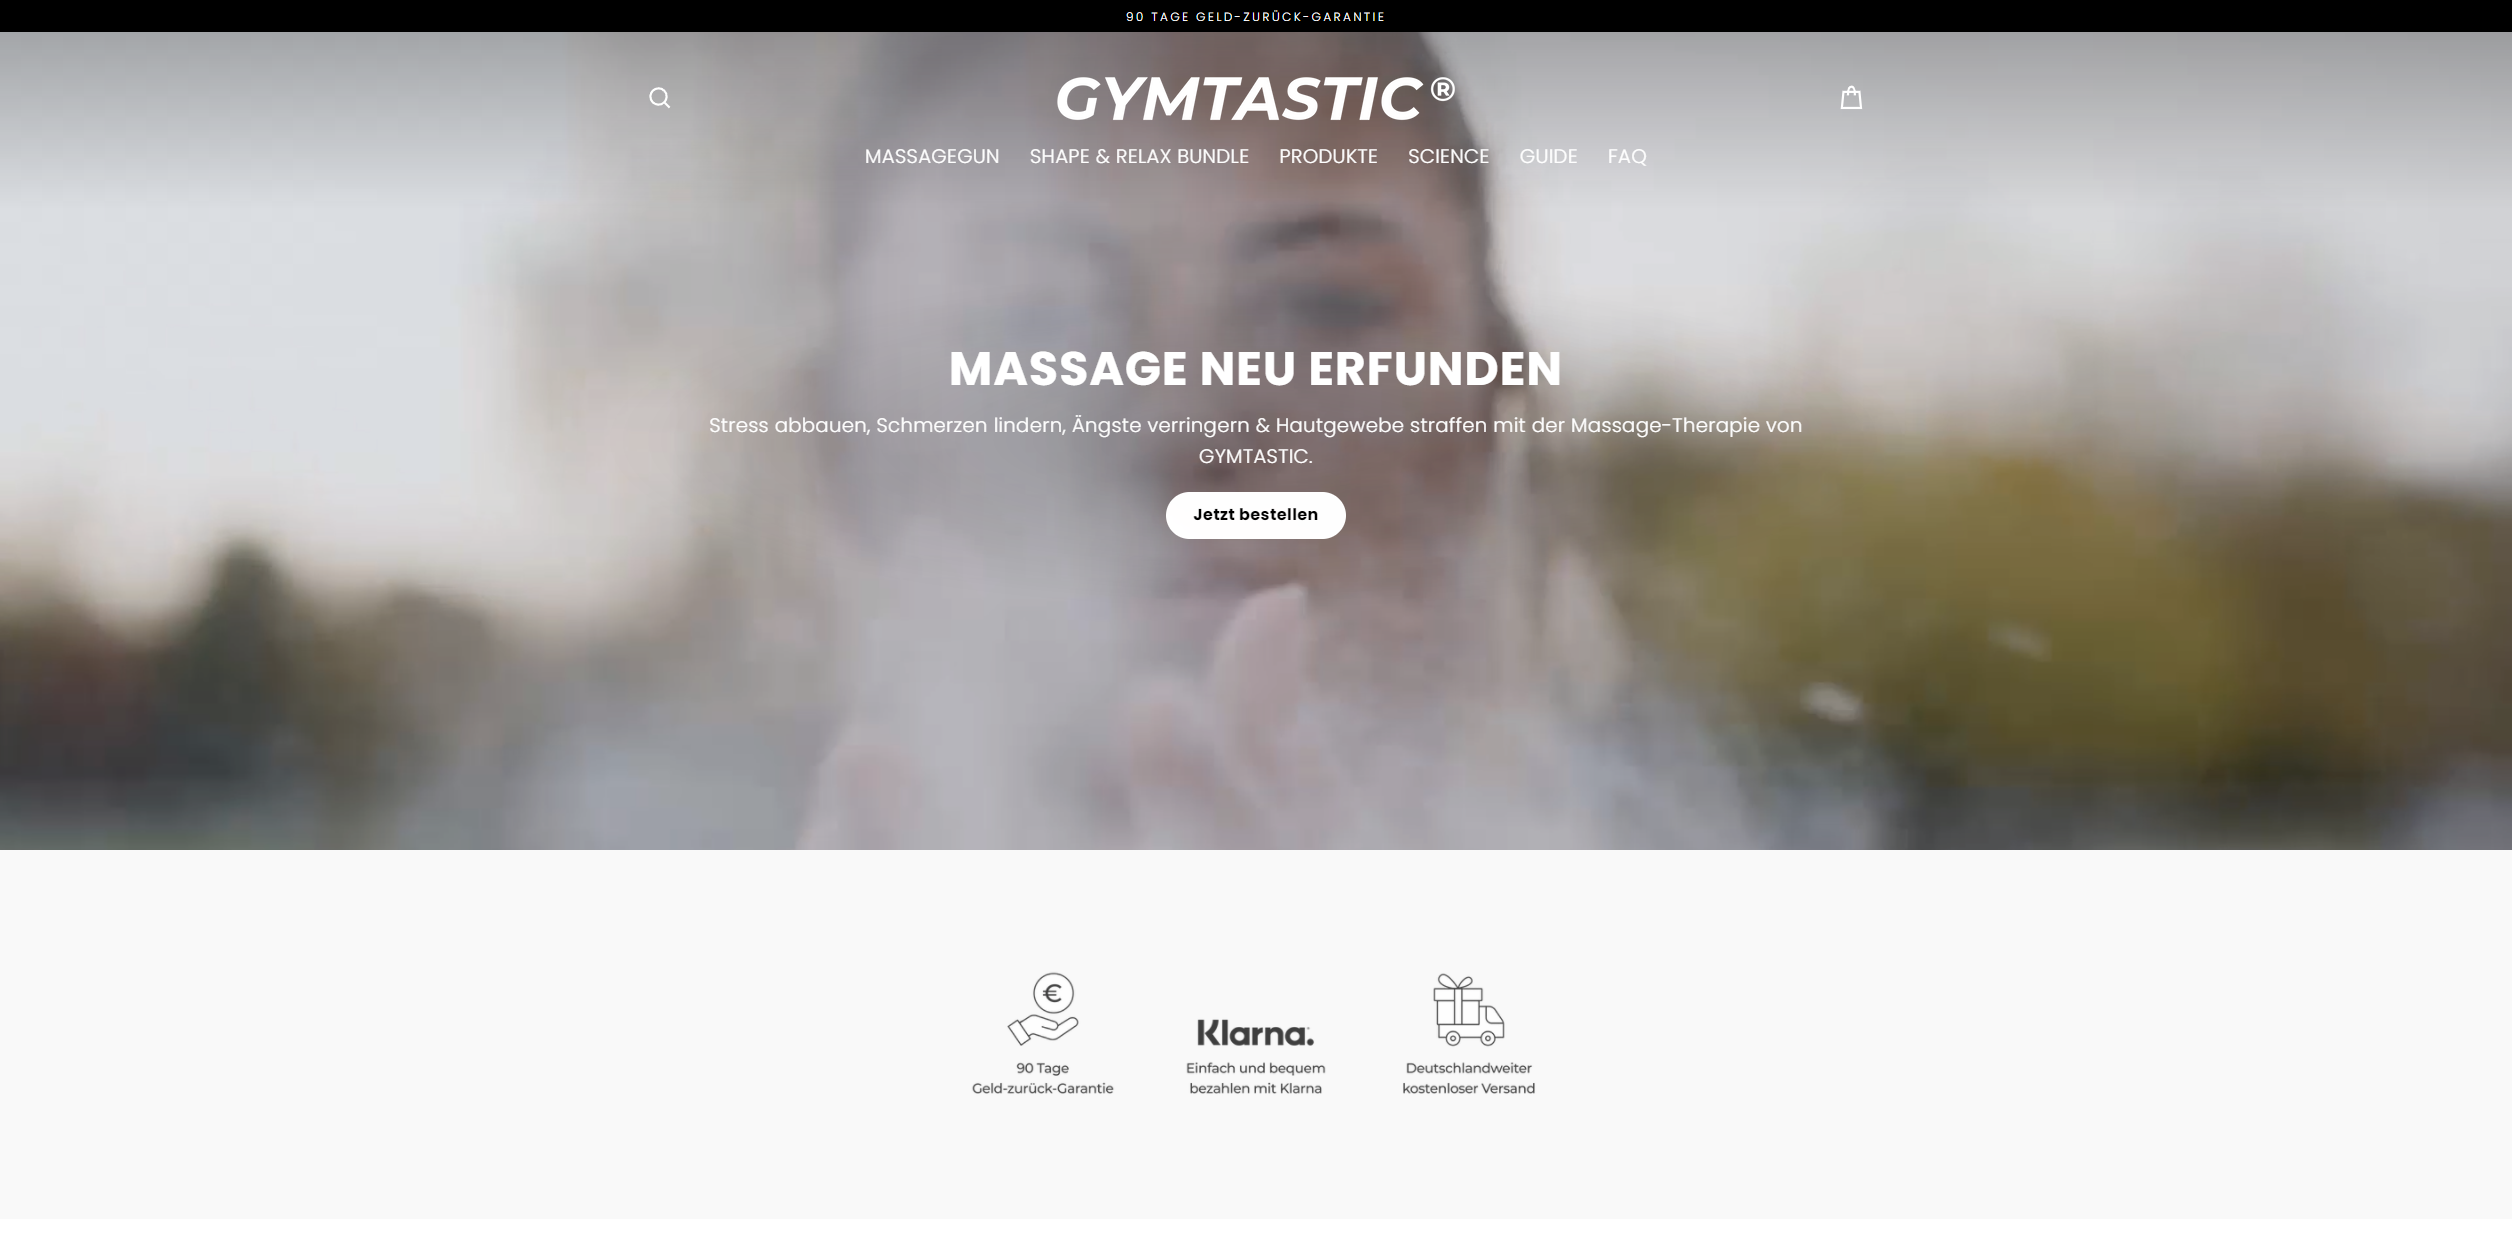 90 TAGE GELD-ZURÜCK-GARANTIE
GYMTASTIC®
MASSAGEGUN SHAPE & RELAX BUNDLE PRODUKTE SCIENCE GUIDE FAQ
MASSAGE NEU ERFUNDEN
Stress abbauen, Schmerzen lindern, Ängste verringern & Hautgewebe straffen mit der Massage-Therapie von
GYMTASTIC.
Jetzt bestellen
€
90 Tage
Geld-zurück-Garantie
Klarna.
Einfach und bequem
bezahlen mit Klarna
Deutschlandweiter
kostenloser Versand